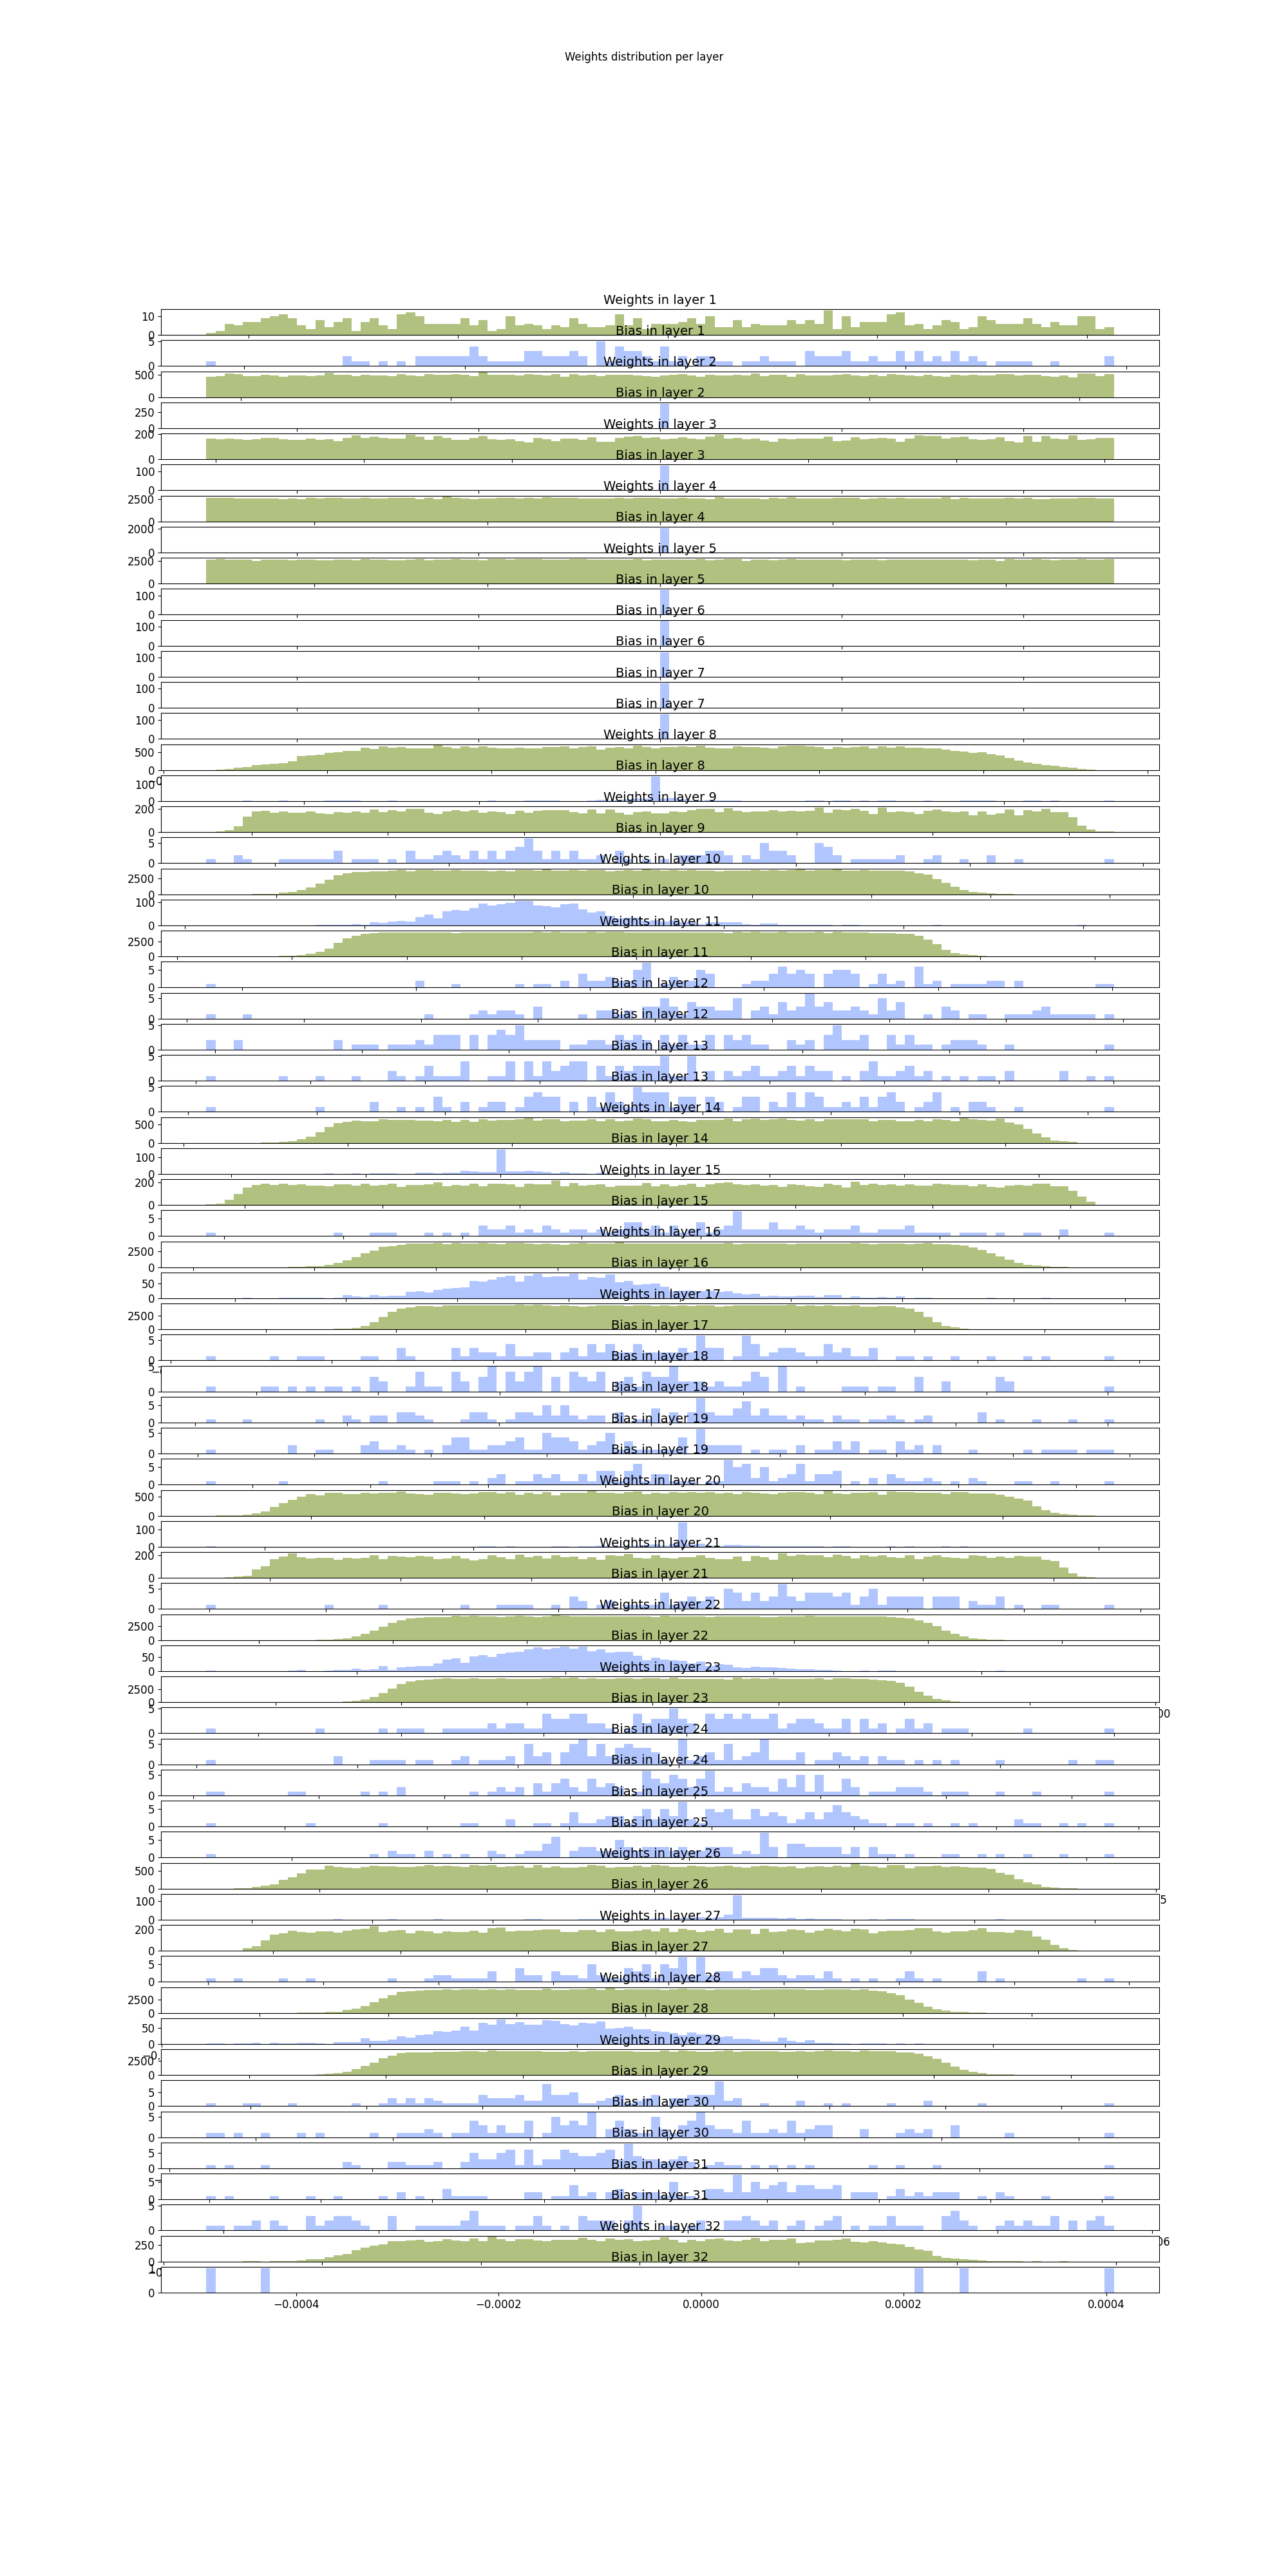 Weights distribution per layer
Weights in layer 1
10
0
Bias in layer 1
5
0
Weights in layer 2
500
0
Bias in layer 2
250
0
Weights in layer 3
200
0
Bias in layer 3
100
0
Weights in layer 4
2500
0
Bias in layer 4
2000
0
Weights in layer 5
2500
0
Bias in layer 5
100
0
Bias in layer 6
100
0
Bias in layer 6
100
0
Bias in layer 7
100
0
Bias in layer 7
100
0
Weights in layer 8
500
0
Bias in layer 8
100
0
Weights in layer 9
200
0
Bias in layer 9
5
0
Weights in layer 10
2500
0
Bias in layer 10
100
0
Weights in layer 11
2500
0
Bias in layer 11
5
0
Bias in layer 12
5
0
Bias in layer 12
5
0
Bias in layer 13
5
0
Bias in layer 13
5
0
Weights in layer 14
500
0
Bias in layer 14
100
0
Weights in layer 15
200
0
Bias in layer 15
5
0
Weights in layer 16
2500
0
Bias in layer 16
50
0
Weights in layer 17
2500
0
Bias in layer 17
5
0
Bias in layer 18
5
0
Bias in layer 18
5
0
Bias in layer 19
5
0
Bias in layer 19
5
0
Weights in layer 20
500
0
Bias in layer 20
100
0
Weights in layer 21
200
0
Bias in layer 21
5
0
Weights in layer 22
2500
0
Bias in layer 22
50
0
Weights in layer 23
2500
0
Bias in layer 23
5
0
Bias in layer 24
5
0
Bias in layer 24
5
0
Bias in layer 25
5
0
Bias in layer 25
5
0
Weights in layer 26
500
0
Bias in layer 26
100
0
Weights in layer 27
200
0
Bias in layer 27
5
0
Weights in layer 28
2500
0
Bias in layer 28
50
0
Weights in layer 29
2500
0
Bias in layer 29
5
0
Bias in layer 30
5
0
Bias in layer 30
5
0
Bias in layer 31
5
0
Bias in layer 31
5
0
Weights in layer 32
250
0
Bias in layer 32
1
0
−0.0004 −0.0002 0.0000 0.0002 0.0004